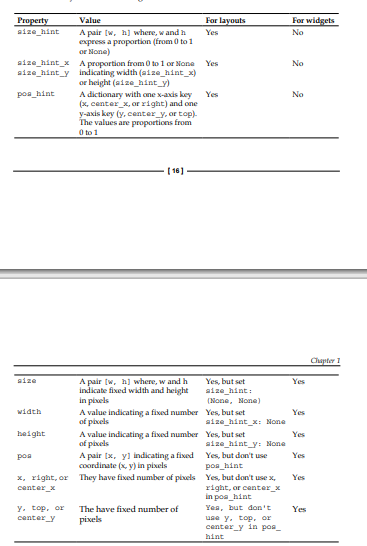 Property Value For layouts For widgets
size_hint A pair [w, h] where, w and h Yes No
express a proportion (from 0 to 1
or None)
size_hint_x A proportion from 0 to 1 or None Yes No
size_hint_y indicating width (size_hint_x)
or height (size_hint_y)
pos_hint A dictionary with one x-axis key Yes No
(x, center_x, or right) and one
y-axis key (y, center_y, or top).
The values are proportions from
0 to 1
[ 16 ]
Chapter 1
size A pair [w, h] where, w and h Yes, but set Yes
indicate fixed width and height size_hint:
in pixels (None, None)
width A value indicating a fixed number Yes, but set Yes
of pixels size_hint_x: None
height A value indicating a fixed number Yes, but set Yes
of pixels size_hint_y: None
pos A pair [x, y] indicating a fixed Yes, but don't use Yes
coordinate (x, y) in pixels pos_hint
x, right, or They have fixed number of pixels Yes, but don't use x, Yes
center_x right, or center_x
in pos_hint
y, top, or The have fixed number of Yes, but don't Yes
center_y pixels use y, top, or
center_y in pos_
hint